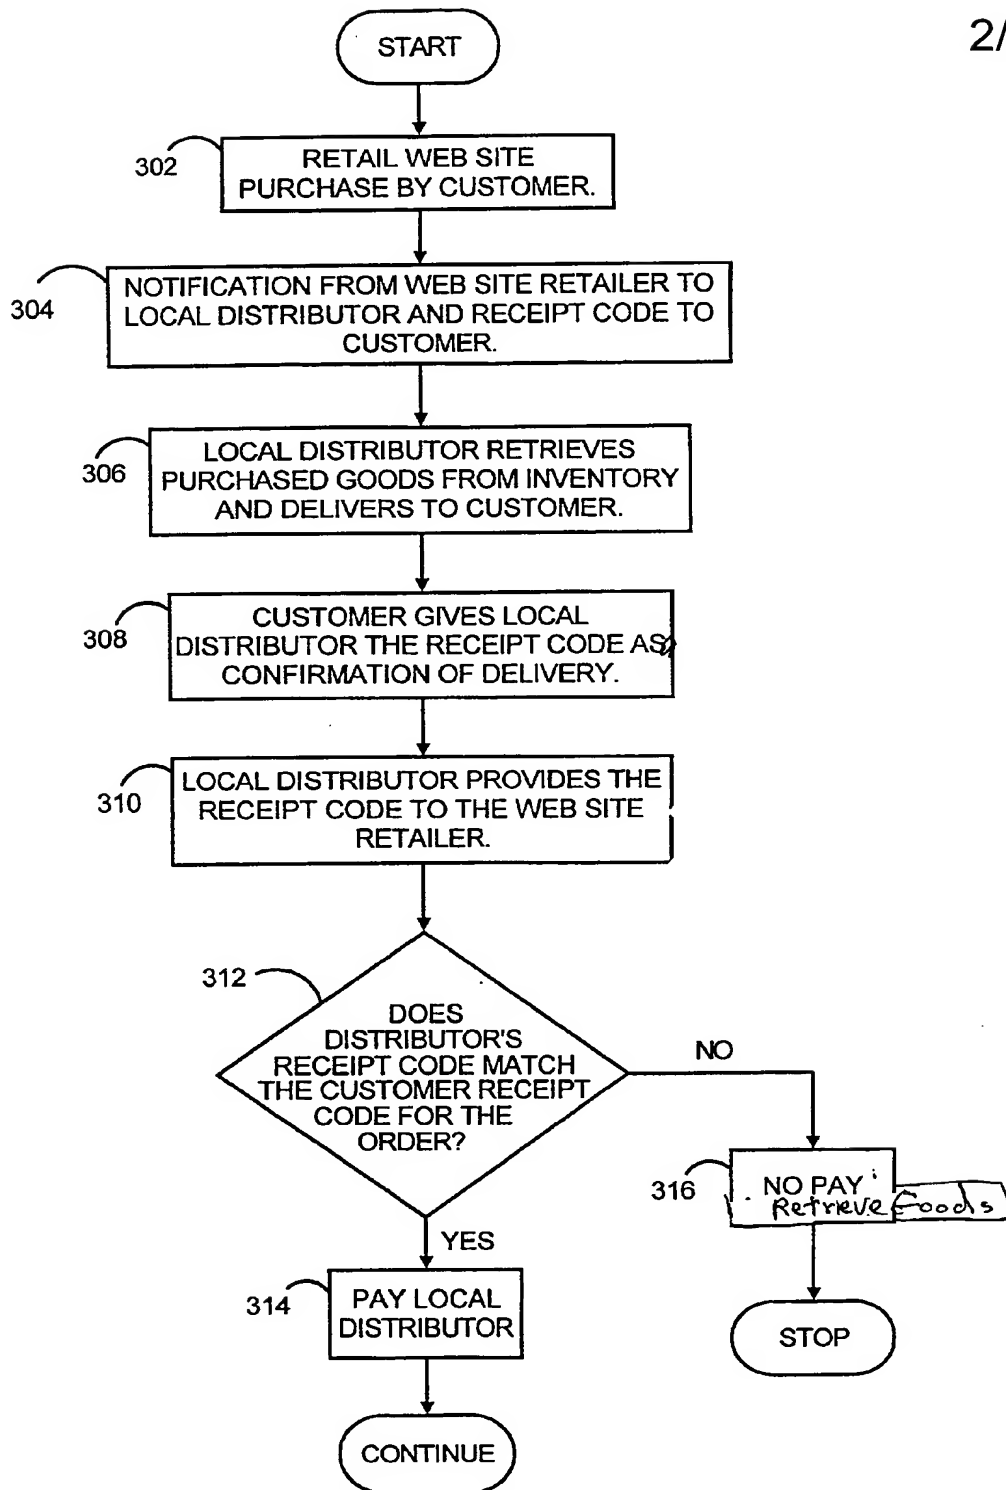 2/
START
302
RETAIL WEB SITE
PURCHASE BY CUSTOMER.
304
NOTIFICATION FROM WEB SITE RETAILER TO
LOCAL DISTRIBUTOR AND RECEIPT CODE TO
CUSTOMER.
306
LOCAL DISTRIBUTOR RETRIEVES
PURCHASED GOODS FROM INVENTORY
AND DELIVERS TO CUSTOMER.
308
CUSTOMER GIVES LOCAL
DISTRIBUTOR THE RECEIPT CODE AS
CONFIRMATION OF DELIVERY.
310
LOCAL DISTRIBUTOR PROVIDES THE
RECEIPT CODE TO THE WEB SITE
RETAILER.
312
DOES
DISTRIBUTOR'S
RECEIPT CODE MATCH
THE CUSTOMER RECEIPT
CODE FOR THE
ORDER?
NO
316
NO PAY
Retrieve Goods
STOP
YES
314
PAY LOCAL
DISTRIBUTOR
CONTINUE